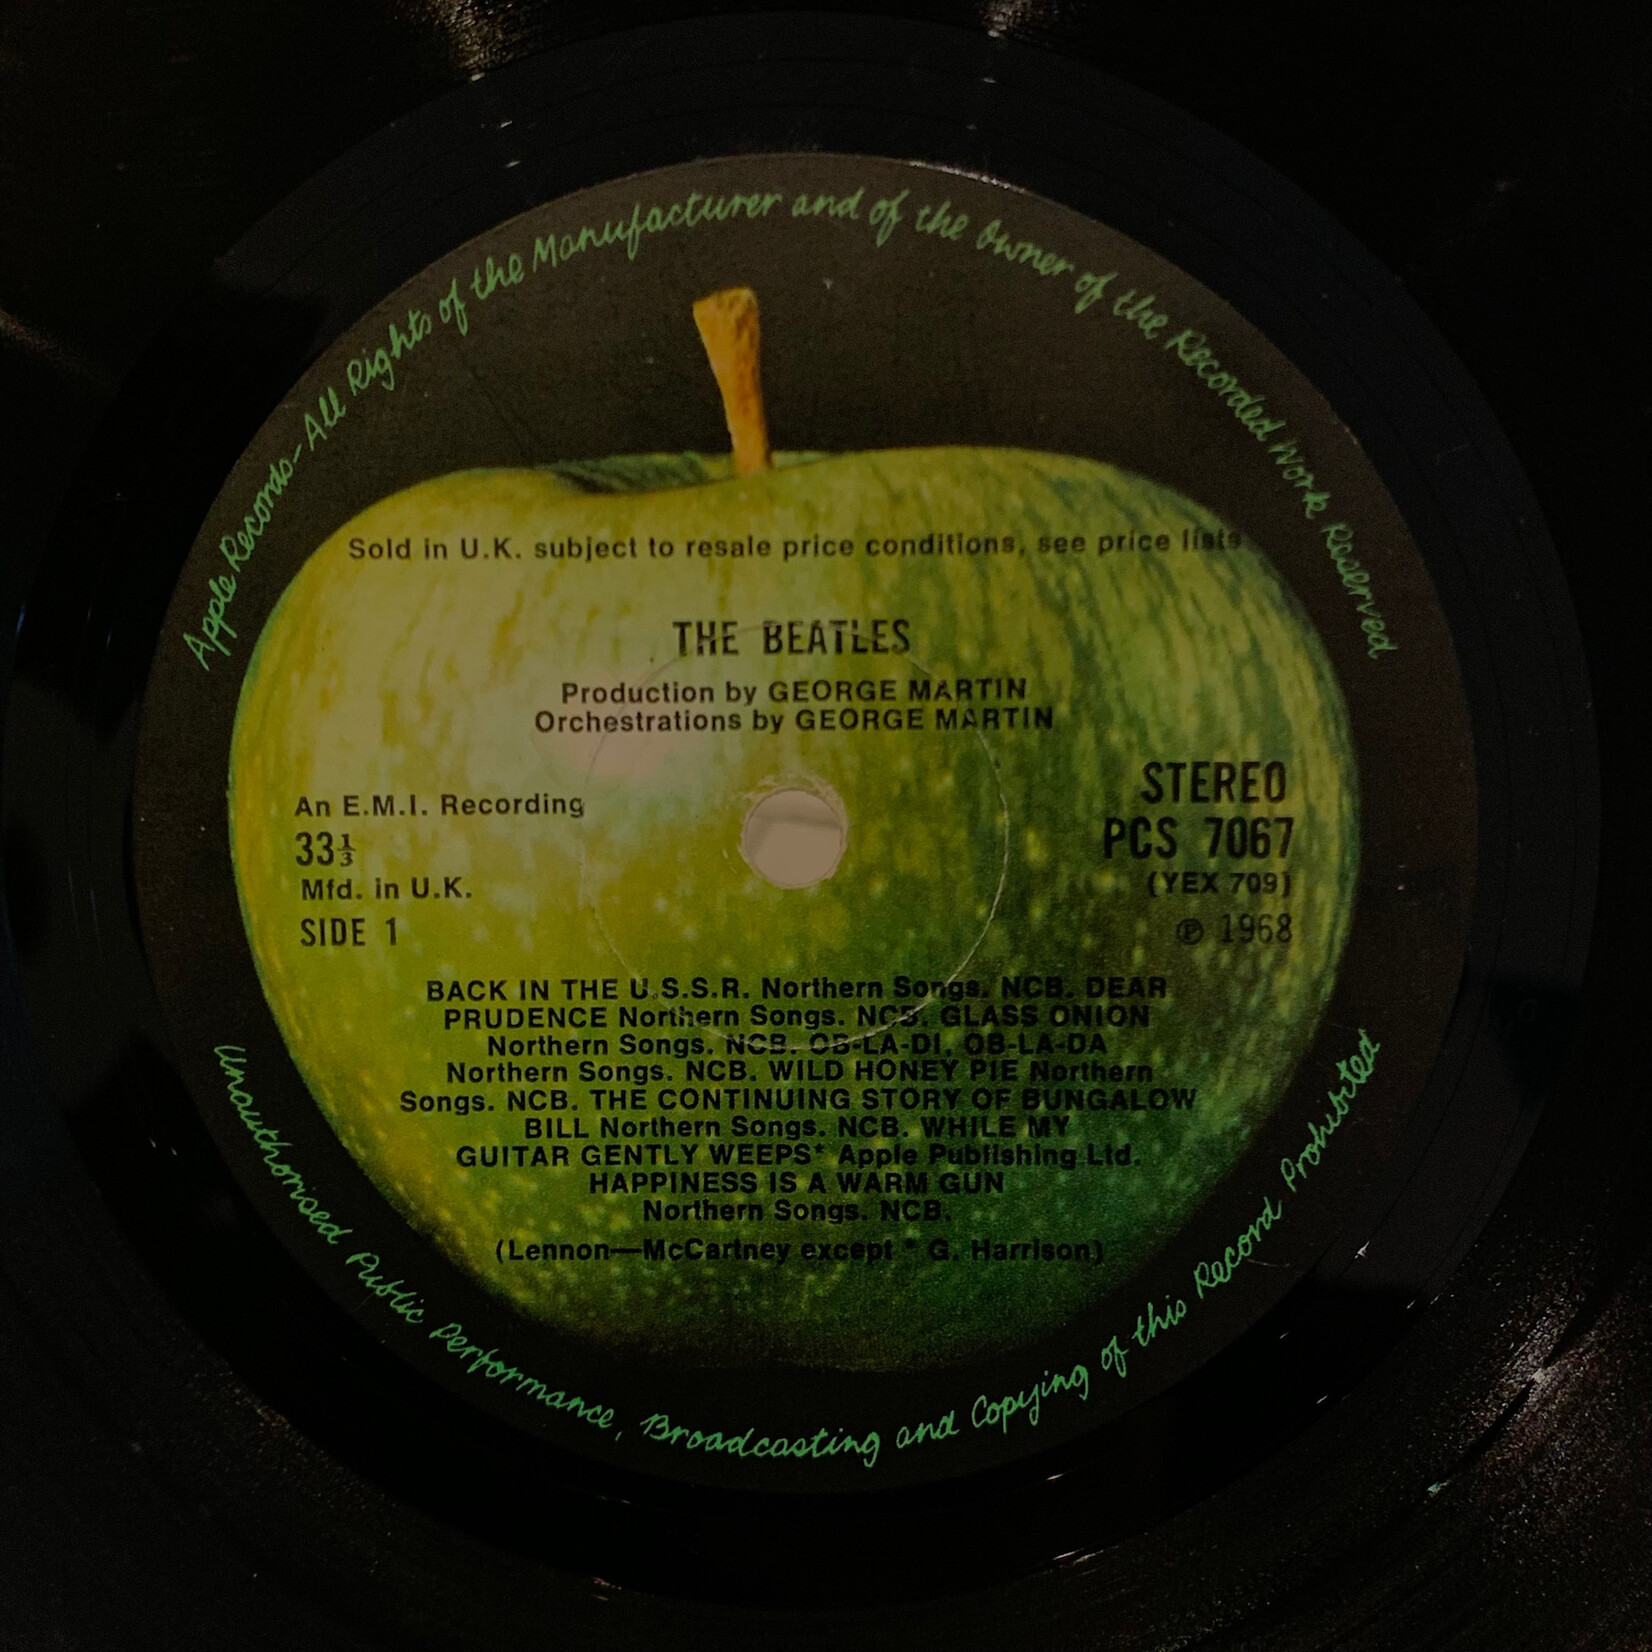 Apple Records-All Rights of the Manufacturer and of the Owner of the Recorded Work Reserved
Sold in U.K. subject to resale price conditions, see price lists
THE BEATLES
Production by GEORGE MARTIN
Orchestrations by GEORGE MARTIN
An E.M.I. Recording
33⅓
Mfd. in U.K.
SIDE 1
STEREO
PCS 7067
(YEX 709)
℗ 1968
BACK IN THE U.S.S.R. Northern Songs. NCB. DEAR
PRUDENCE Northern Songs. NCB. GLASS ONION
Northern Songs. NCB. OB-LA-DI, OB-LA-DA
Northern Songs. NCB. WILD HONEY PIE Northern
Songs. NCB. THE CONTINUING STORY OF BUNGALOW
BILL Northern Songs. NCB. WHILE MY
GUITAR GENTLY WEEPS* Apple Publishing Ltd.
HAPPINESS IS A WARM GUN
Northern Songs. NCB.
(Lennon—McCartney except * G. Harrison)
Unauthorised Public Performance, Broadcasting and Copying of this Record Prohibited